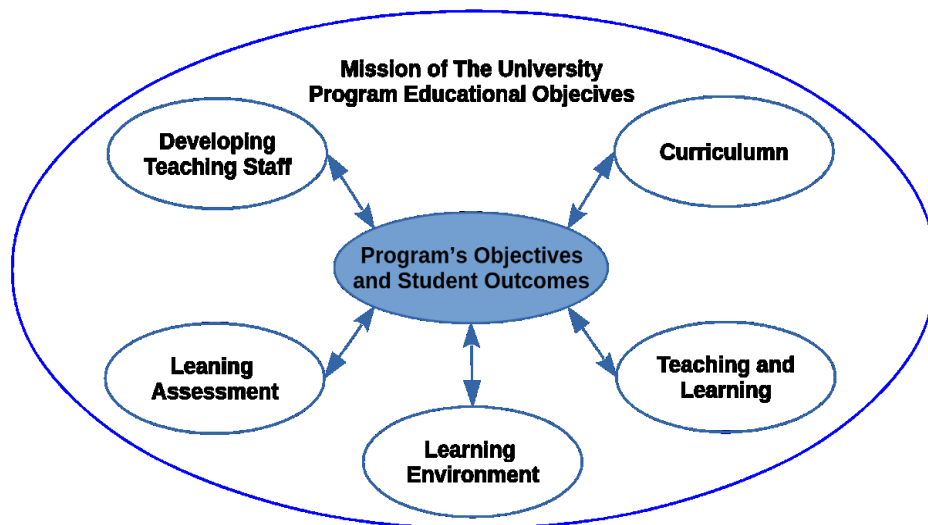 Mission of The University
Program Educational Objecives
Developing
Teaching Staff
Curriculumn
Program's Objectives
and Student Outcomes
Leaning
Assessment
Teaching and
Learning
Learning
Environment